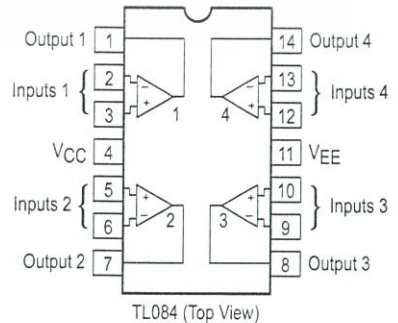 Output 1 1 14 Output 4
Inputs 1 2 − − 13 Inputs 4
3 + 1 4 + 12
VCC 4 11 VEE
Inputs 2 5 + + 10 Inputs 3
6 − 2 3 − 9
Output 2 7 8 Output 3
TL084 (Top View)